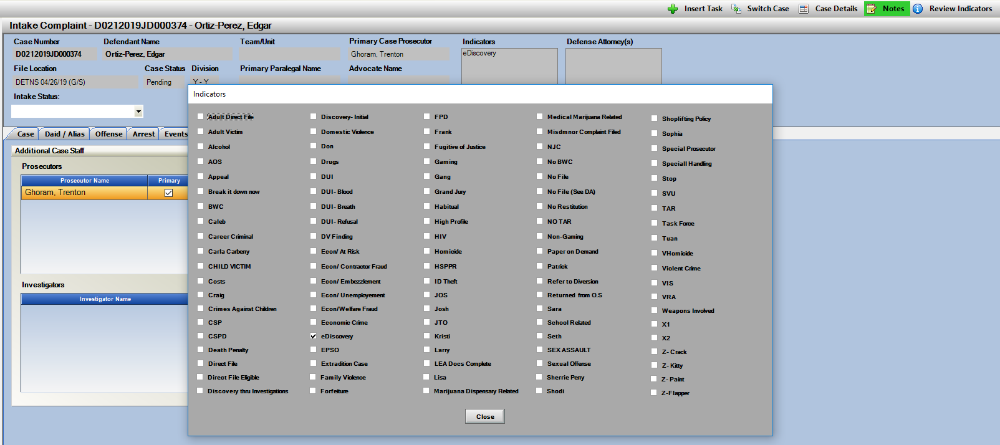 Insert Task Switch Case Case Details Notes Review Indicators
Intake Complaint - D0212019JD000374 - Ortiz-Perez, Edgar
Case Number Defendant Name Team/Unit Primary Case Prosecutor Indicators Defense Attorney(s)
D0212019JD000374 Ortiz-Perez, Edgar Ghoram, Trenton eDiscovery
File Location Case Status Division Primary Paralegal Name Advocate Name
DETNS 04/26/19 (G/S) Pending Y - Y
Intake Status:
Case Daid / Alias Offense Arrest Events
Additional Case Staff
Prosecutors
Prosecutor Name Primary
Ghoram, Trenton
Investigators
Investigator Name
Indicators
Adult Direct File
Adult Victim
Alcohol
AOS
Appeal
Break it down now
BWC
Caleb
Career Criminal
Carla Carberry
CHILD VICTIM
Costs
Craig
Crimes Against Children
CSP
CSPD
Death Penalty
Direct File
Direct File Eligible
Discovery thru Investigations
Discovery- Initial
Domestic Violence
Don
Drugs
DUI
DUI- Blood
DUI- Breath
DUI- Refusal
DV Finding
Econ/ At Risk
Econ/ Contractor Fraud
Econ/ Embezzlement
Econ/ Unemployement
Econ/Welfare Fraud
Economic Crime
eDiscovery
EPSO
Extradition Case
Family Violence
Forfeiture
FPD
Frank
Fugitive of Justice
Gaming
Gang
Grand Jury
Habitual
High Profile
HIV
Homicide
HSPPR
ID Theft
JOS
Josh
JTO
Kristi
Larry
LEA Docs Complete
Lisa
Marijuana Dispensary Related
Medical Marijuana Related
Misdmnor Complaint Filed
NJC
No BWC
No File
No File (See DA)
No Restitution
NO TAR
Non-Gaming
Paper on Demand
Patrick
Refer to Diversion
Returned from O.S
Sara
School Related
Seth
SEX ASSAULT
Sexual Offense
Sherrie Perry
Shodi
Shoplifting Policy
Sophia
Special Prosecutor
Speciall Handling
Stop
SVU
TAR
Task Force
Tuan
VHomicide
Violent Crime
VIS
VRA
Weapons Involved
X1
X2
Z- Crack
Z- Kitty
Z- Paint
Z-Flapper
Close